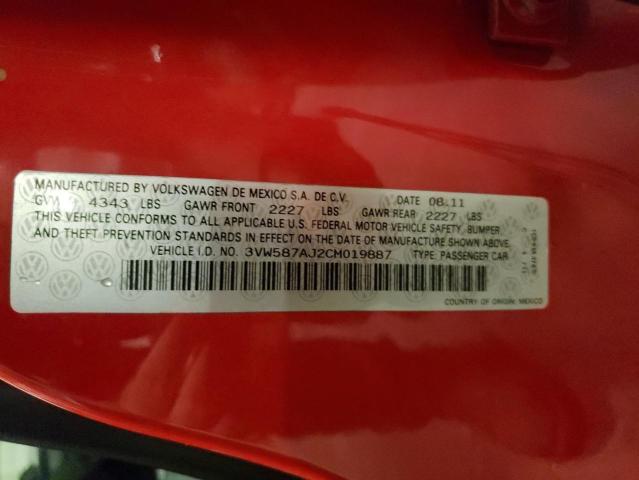 MANUFACTURED BY VOLKSWAGEN DE MEXICO S.A. DE C.V. DATE 08.11
4343 LBS GAWR FRONT 2227 LBS GAWR REAR 2227 LBS
THIS VEHICLE CONFORMS TO ALL APPLICABLE U.S. FEDERAL MOTOR VEHICLE SAFETY, BUMPER,
AND THEFT PREVENTION STANDARDS IN EFFECT ON THE DATE OF MANUFACTURE SHOWN ABOVE.
VEHICLE I.D. NO. 3VW587AJ2CM019887 TYPE: PASSENGER CAR
COUNTRY OF ORIGIN: MEXICO